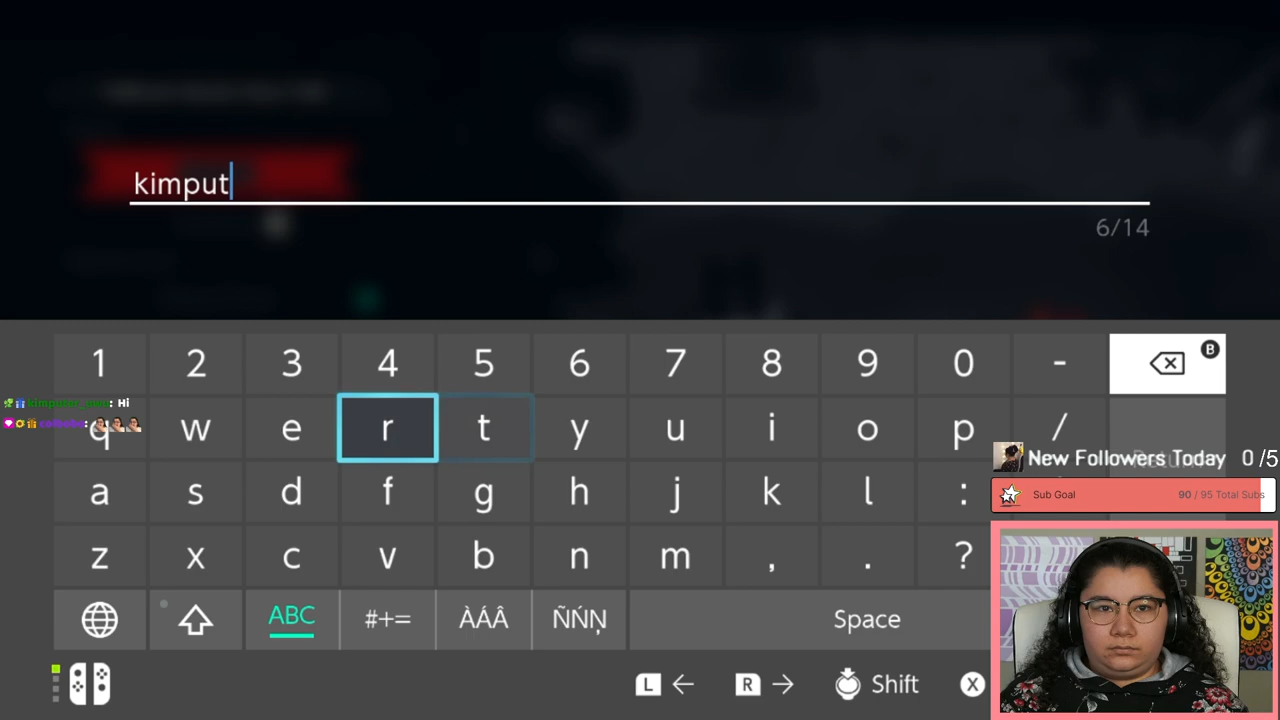 kimput
6/14
1 2 3 4 5 6 7 8 9 0 -
B
: Hi
q w e r t y u i o p /
New Followers Today 0 /5
a s d f g h j k l :
Sub Goal 90 / 95 Total Subs
z x c v b n m , . ?
ABC #+= ÀÁÂ ÑŃŅ Space
L ← R → Shift X